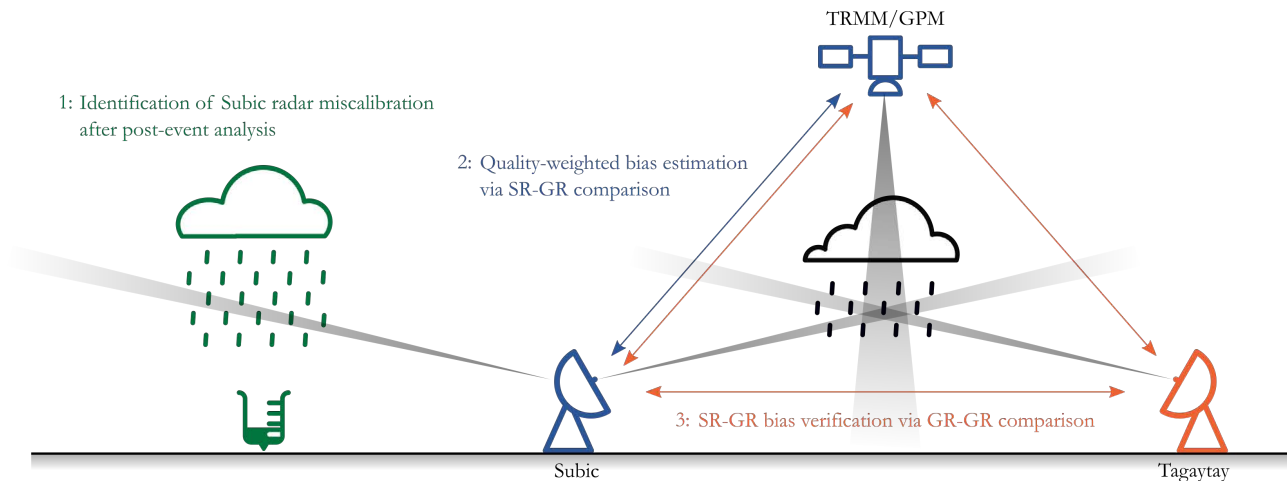 TRMM/GPM
1: Identification of Subic radar miscalibration
after post-event analysis
2: Quality-weighted bias estimation
via SR-GR comparison
3: SR-GR bias verification via GR-GR comparison
Subic
Tagaytay